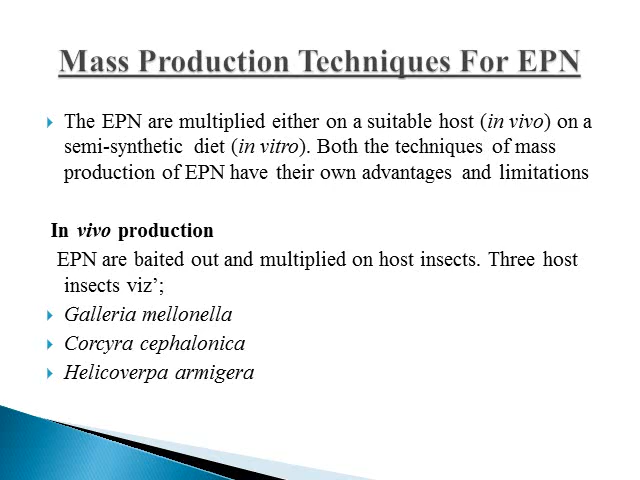 Mass Production Techniques For EPN
The EPN are multiplied either on a suitable host (in vivo) on a
semi-synthetic diet (in vitro). Both the techniques of mass
production of EPN have their own advantages and limitations
In vivo production
EPN are baited out and multiplied on host insects. Three host
insects viz’;
Galleria mellonella
Corcyra cephalonica
Helicoverpa armigera